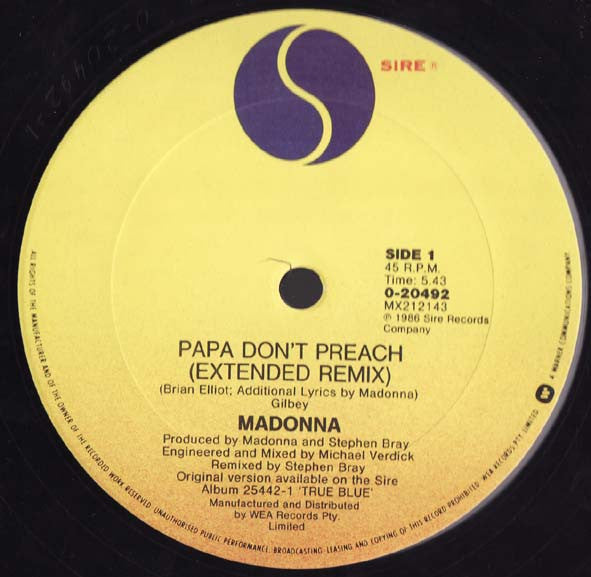 0-20492-1
SIRE ®
SIDE 1
45 R.P.M.
Time: 5.43
0-20492
MX212143
℗ 1986 Sire Records
Company
PAPA DON'T PREACH
(EXTENDED REMIX)
(Brian Elliot; Additional Lyrics by Madonna)
Gilbey
MADONNA
Produced by Madonna and Stephen Bray
Engineered and Mixed by Michael Verdick
Remixed by Stephen Bray
Original version available on the Sire
Album 25442-1 'TRUE BLUE'
Manufactured and Distributed
by WEA Records Pty.
Limited
ALL RIGHTS OF THE MANUFACTURER AND OF THE OWNER OF THE RECORDED WORK RESERVED. UNAUTHORISED PUBLIC PERFORMANCE, BROADCASTING, LEASING AND COPYING OF THIS RECORD PROHIBITED. WEA RECORDS PTY. LIMITED
A WARNER COMMUNICATIONS COMPANY